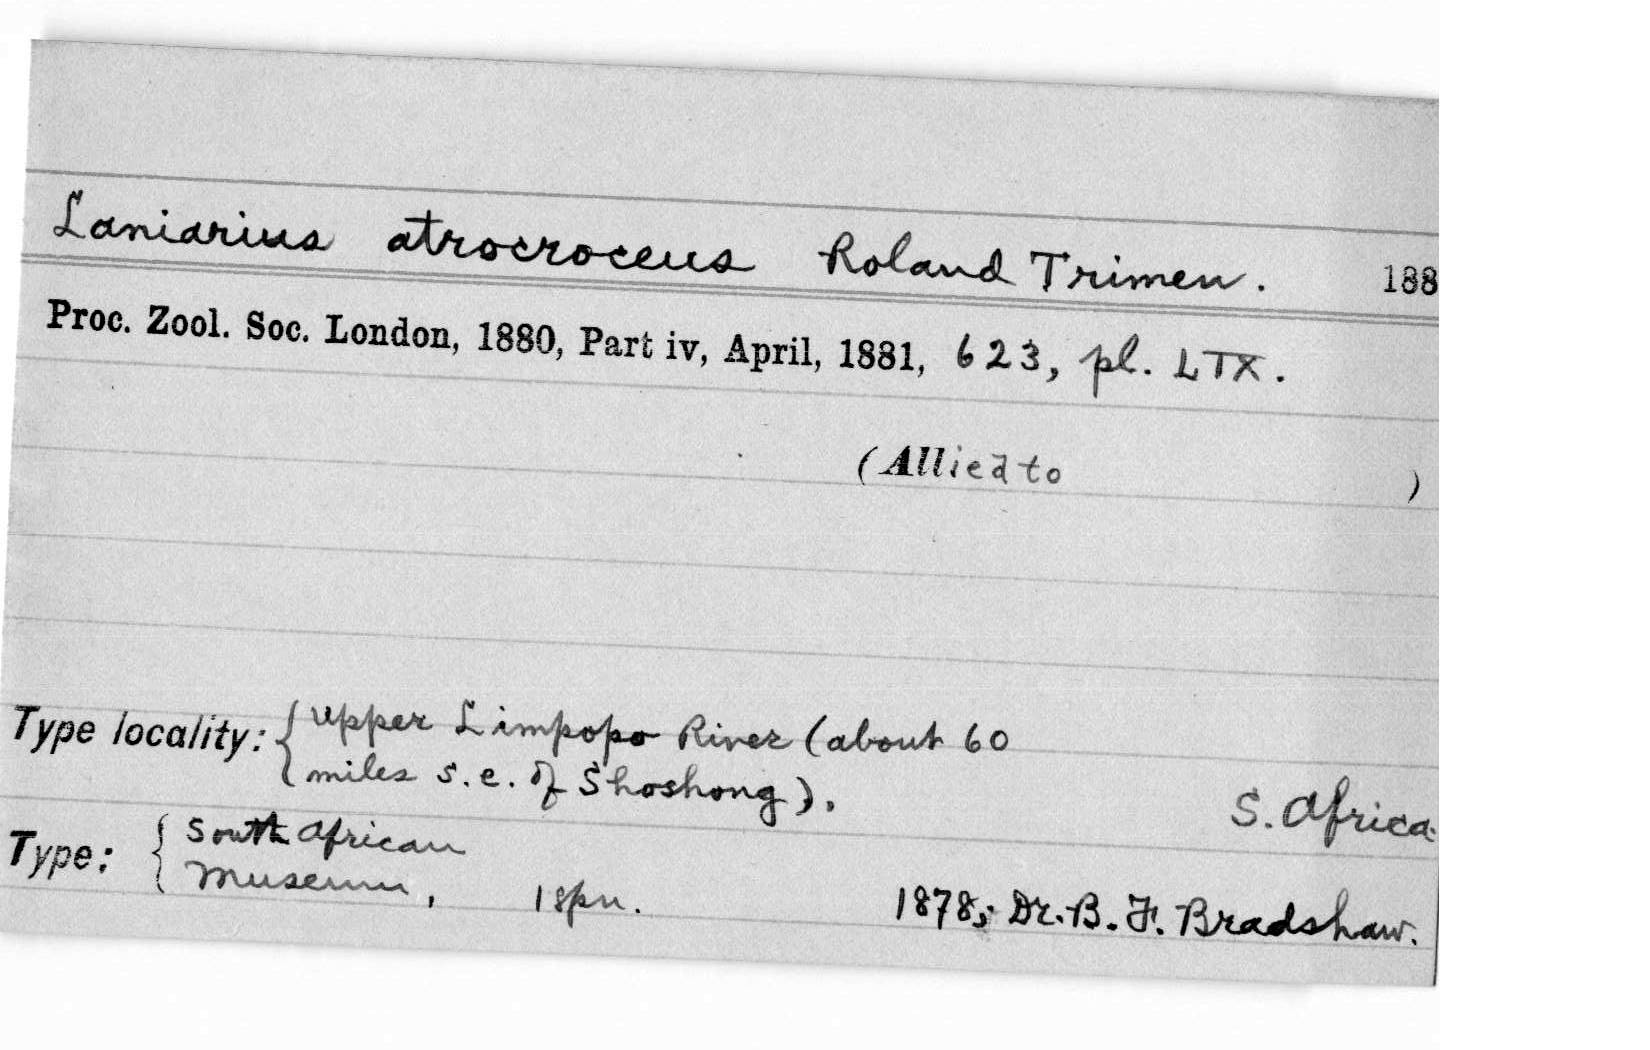 Laniarius atrocroceus Roland Trimen. 188
Proc. Zool. Soc. London, 1880, Part iv, April, 1881, 623, pl. LIX.
(Allied to )
Type locality: { Upper Limpopo River (about 60
miles s.e. of Shoshong).
S. Africa.
Type: { South African
Museum, 1 spn. 1878; Dr. B. F. Bradshaw.